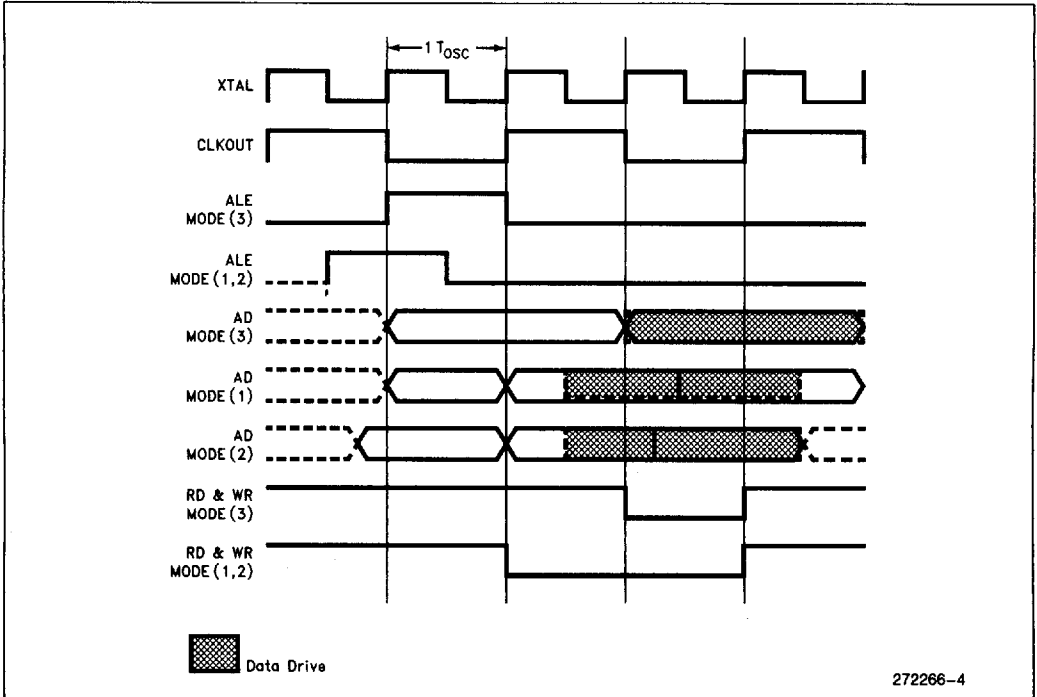 1 TOSC
XTAL
CLKOUT
ALE
MODE (3)
ALE
MODE (1,2)
AD
MODE (3)
AD
MODE (1)
AD
MODE (2)
RD & WR
MODE (3)
RD & WR
MODE (1,2)
Data Drive
272266-4